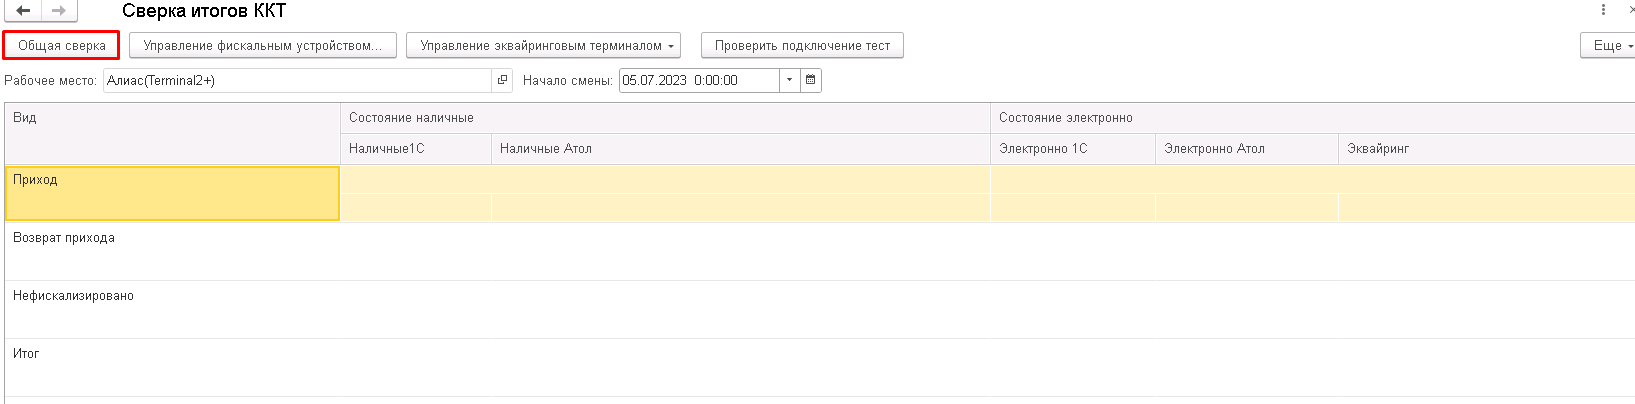 Сверка итогов ККТ
Общая сверка Управление фискальным устройством... Управление эквайринговым терминалом Проверить подключение тест Еще
Рабочее место: Алиас(Terminal2+) Начало смены: 05.07.2023 0:00:00
Вид Состояние наличные Состояние электронно
Наличные1С Наличные Атол Электронно 1С Электронно Атол Эквайринг
Приход
Возврат прихода
Нефискализировано
Итог